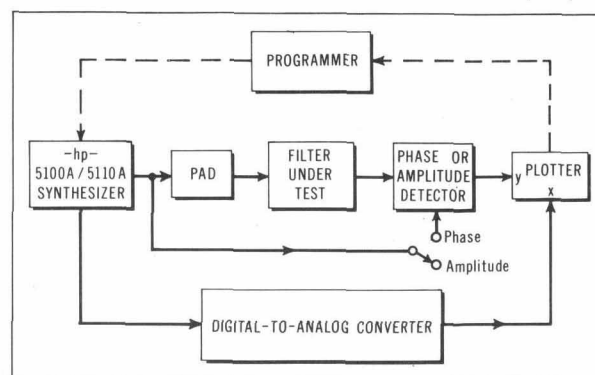 PROGRAMMER
-hp-
5100A/5110A
SYNTHESIZER
PAD
FILTER
UNDER
TEST
PHASE OR
AMPLITUDE
DETECTOR
y PLOTTER
x
Phase
Amplitude
DIGITAL-TO-ANALOG CONVERTER